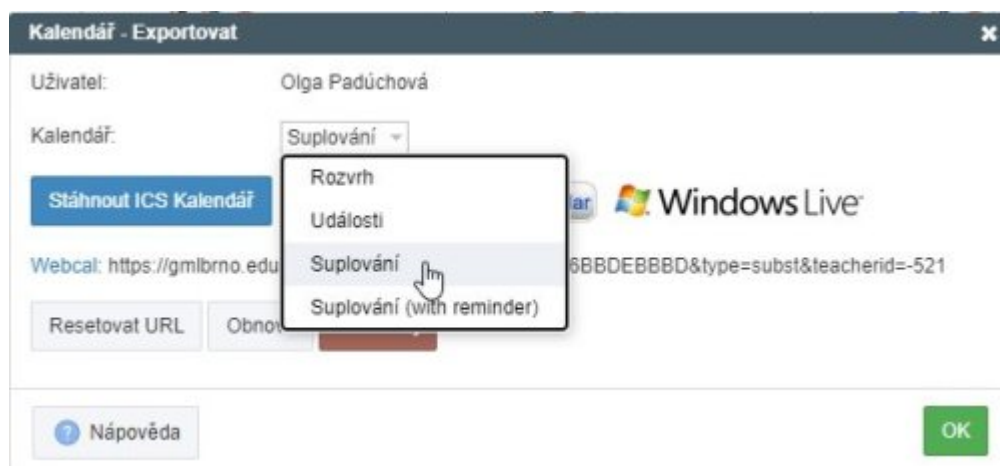 Kalendář - Exportovat
Uživatel: Olga Padúchová
Kalendář: Suplování
Rozvrh
Stáhnout ICS Kalendář lar Windows Live
Události
Webcal: https://gmlbrno.edu Suplování 6BBDEBBBD&type=subst&teacherid=-521
Suplování (with reminder)
Resetovat URL Obnov
Nápověda OK